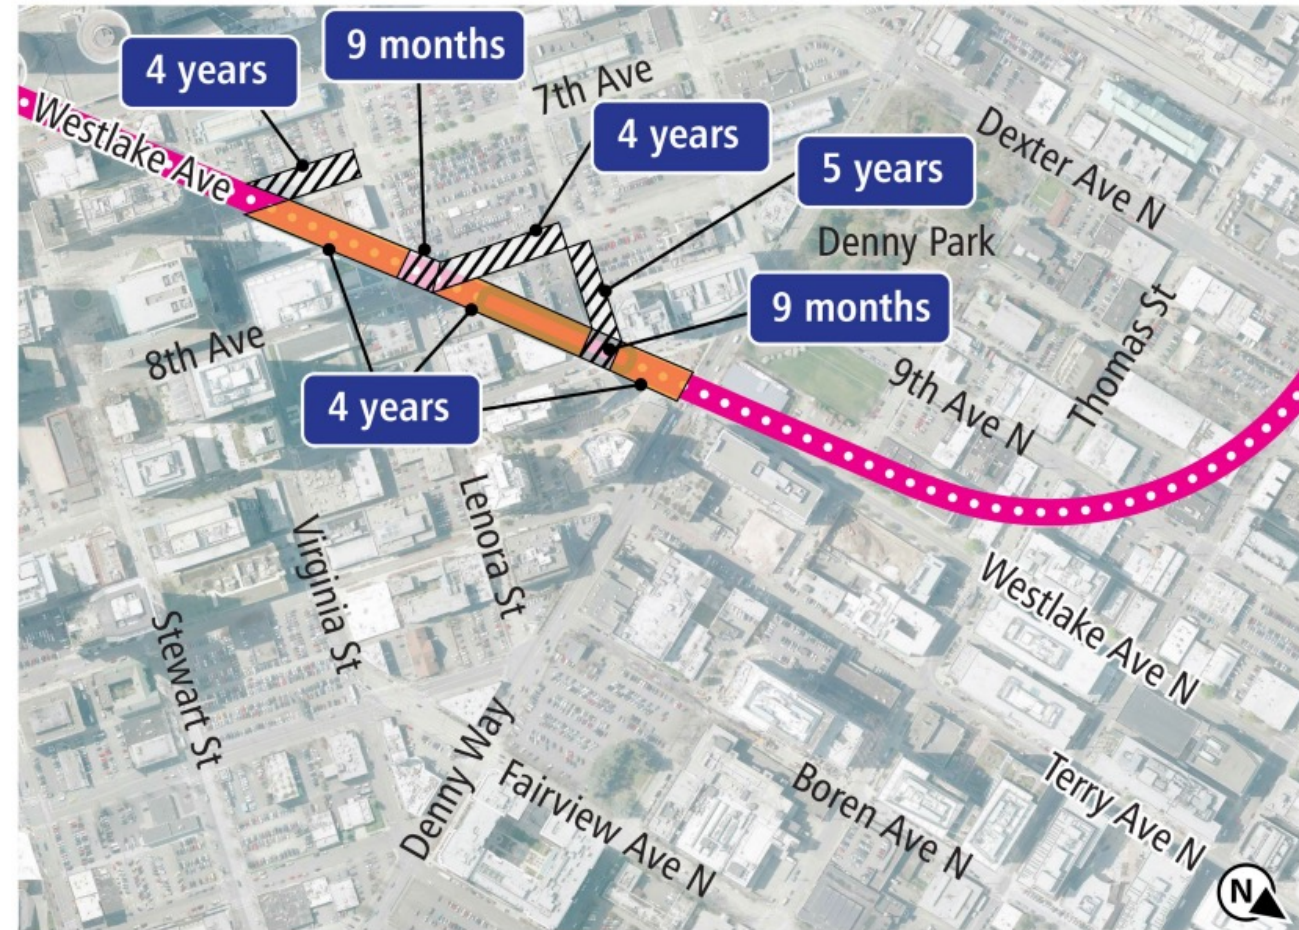 9 months
4 years
7th Ave
Westlake Ave
4 years
Dexter Ave N
5 years
Denny Park
9 months
Thomas St
8th Ave
9th Ave N
4 years
Lenora St
Virginia St
Westlake Ave N
Stewart St
Denny Way
Fairview Ave N
Boren Ave N
Terry Ave N
N